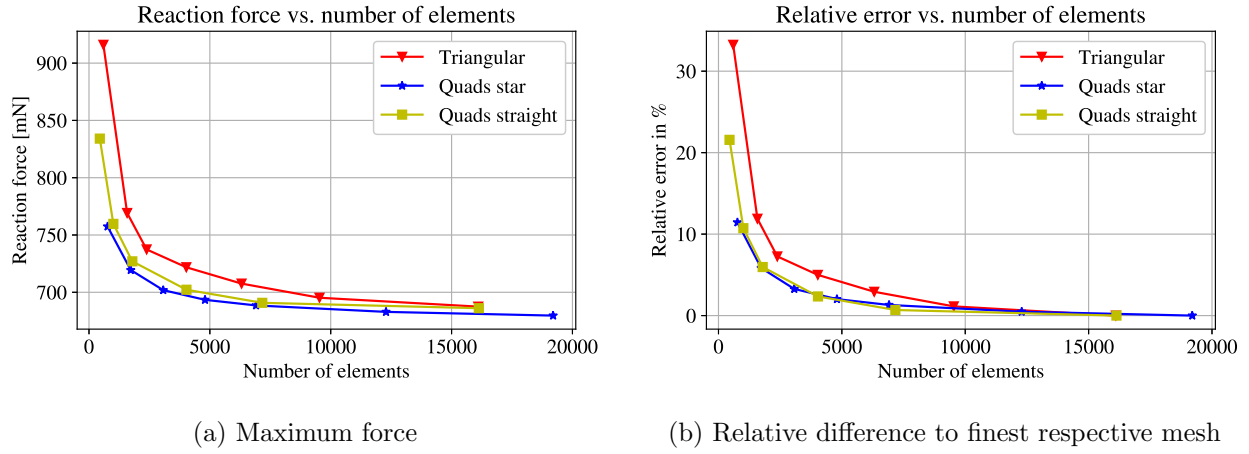 Reaction force vs. number of elements
900
850
800
750
700
Reaction force [mN]
Triangular
Quads star
Quads straight
0 5000 10000 15000 20000
Number of elements
(a) Maximum force
Relative error vs. number of elements
30
20
10
0
Relative error in %
Triangular
Quads star
Quads straight
0 5000 10000 15000 20000
Number of elements
(b) Relative difference to finest respective mesh